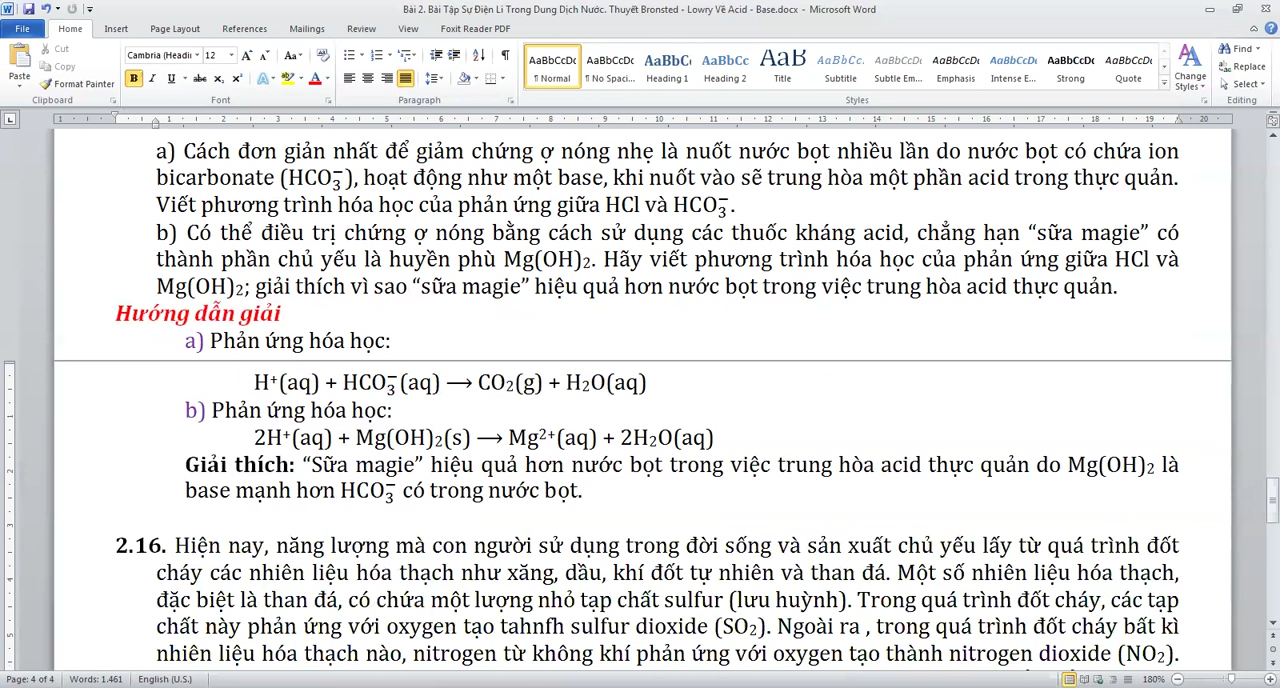 Bài 2. Bài Tập Sự Điện Li Trong Dung Dịch Nước. Thuyết Bronsted - Lowry Về Acid - Base.docx - Microsoft Word
File Home Insert Page Layout References Mailings Review View Foxit Reader PDF
Cut
Copy
Format Painter
Paste
Cambria (Headi 12
Clipboard Font Paragraph Styles Editing
AaBbCcDc AaBbCcDc AaBbC AaBbCc AaB AaBbCc. AaBbCcDc AaBbCcDc AaBbCcDc AaBbCcDc AaBbCcDc
¶ Normal ¶ No Spaci... Heading 1 Heading 2 Title Subtitle Subtle Em... Emphasis Intense E... Strong Quote
Change Styles
Find
Replace
Select
a) Cách đơn giản nhất để giảm chứng ợ nóng nhẹ là nuốt nước bọt nhiều lần do nước bọt có chứa ion
bicarbonate (HCO₃⁻), hoạt động như một base, khi nuốt vào sẽ trung hòa một phần acid trong thực quản.
Viết phương trình hóa học của phản ứng giữa HCl và HCO₃⁻.
b) Có thể điều trị chứng ợ nóng bằng cách sử dụng các thuốc kháng acid, chẳng hạn “sữa magie” có
thành phần chủ yếu là huyền phù Mg(OH)₂. Hãy viết phương trình hóa học của phản ứng giữa HCl và
Mg(OH)₂; giải thích vì sao “sữa magie” hiệu quả hơn nước bọt trong việc trung hòa acid thực quản.
Hướng dẫn giải
a) Phản ứng hóa học:
H⁺(aq) + HCO₃⁻(aq) ⟶ CO₂(g) + H₂O(aq)
b) Phản ứng hóa học:
2H⁺(aq) + Mg(OH)₂(s) ⟶ Mg²⁺(aq) + 2H₂O(aq)
Giải thích: “Sữa magie” hiệu quả hơn nước bọt trong việc trung hòa acid thực quản do Mg(OH)₂ là
base mạnh hơn HCO₃⁻ có trong nước bọt.
2.16. Hiện nay, năng lượng mà con người sử dụng trong đời sống và sản xuất chủ yếu lấy từ quá trình đốt
cháy các nhiên liệu hóa thạch như xăng, dầu, khí đốt tự nhiên và than đá. Một số nhiên liệu hóa thạch,
đặc biệt là than đá, có chứa một lượng nhỏ tạp chất sulfur (lưu huỳnh). Trong quá trình đốt cháy, các tạp
chất này phản ứng với oxygen tạo tahnfh sulfur dioxide (SO₂). Ngoài ra , trong quá trình đốt cháy bất kì
nhiên liệu hóa thạch nào, nitrogen từ không khí phản ứng với oxygen tạo thành nitrogen dioxide (NO₂).
Page: 4 of 4 Words: 1.461 English (U.S.) 180%